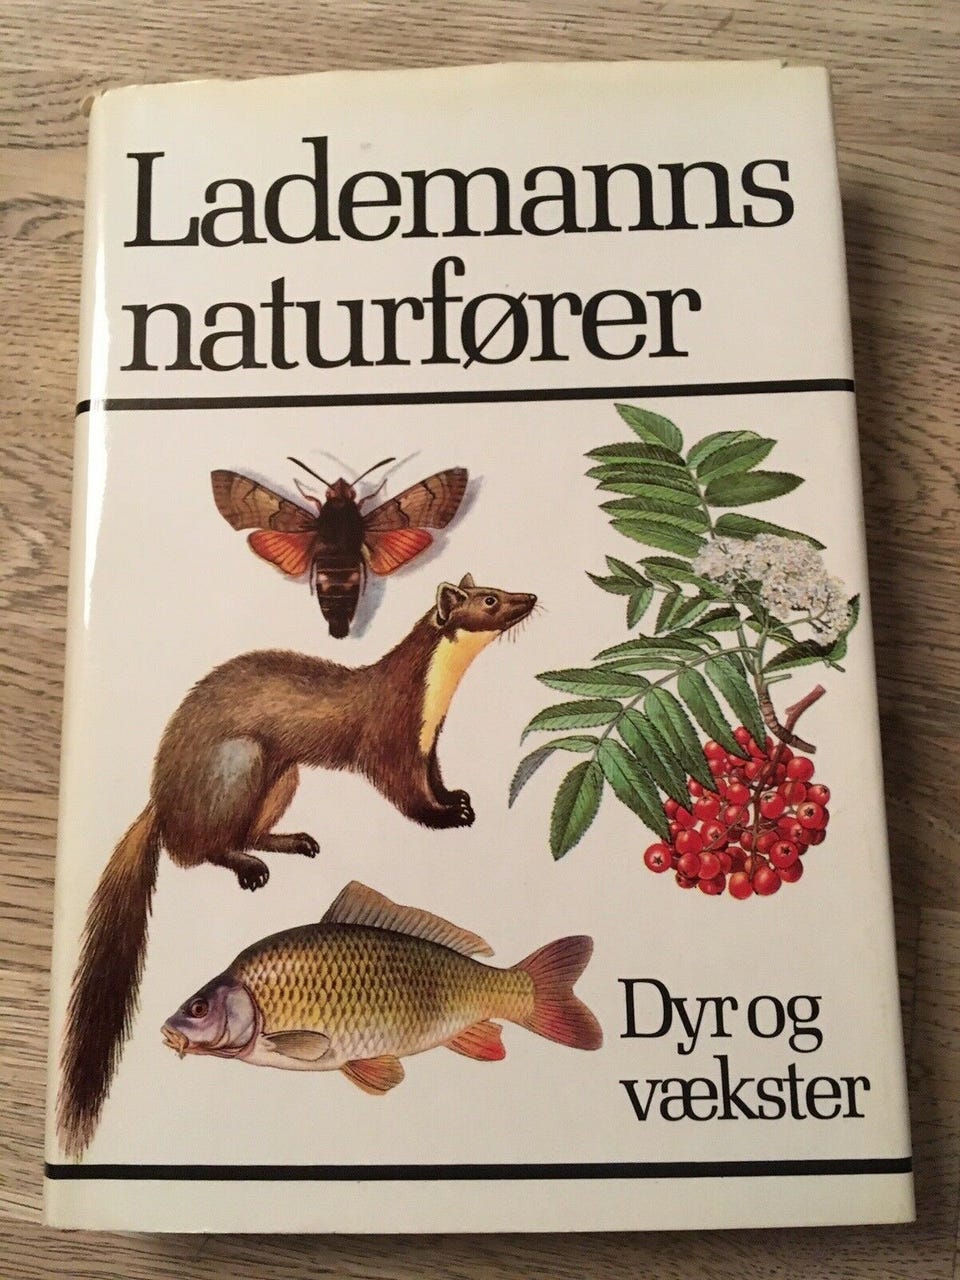 Lademanns
naturfører
Dyr og
vækster